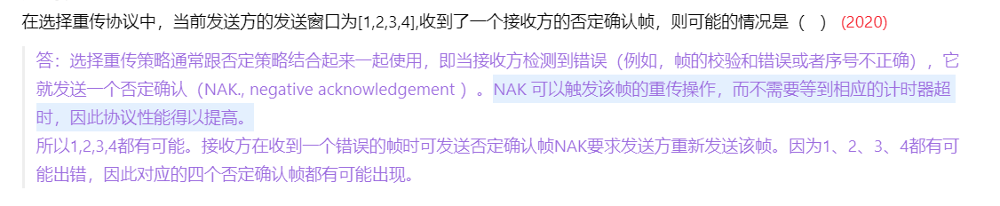 在选择重传协议中，当前发送方的发送窗口为[1,2,3,4],收到了一个接收方的否定确认帧，则可能的情况是（   ）(2020)
答：选择重传策略通常跟否定策略结合起来一起使用，即当接收方检测到错误（例如，帧的校验和错误或者序号不正确），它
就发送一个否定确认（NAK., negative acknowledgement ）。NAK 可以触发该帧的重传操作，而不需要等到相应的计时器超
时，因此协议性能得以提高。
所以1,2,3,4都有可能。接收方在收到一个错误的帧时可发送否定确认帧NAK要求发送方重新发送该帧。因为1、2、3、4都有可
能出错，因此对应的四个否定确认帧都有可能出现。